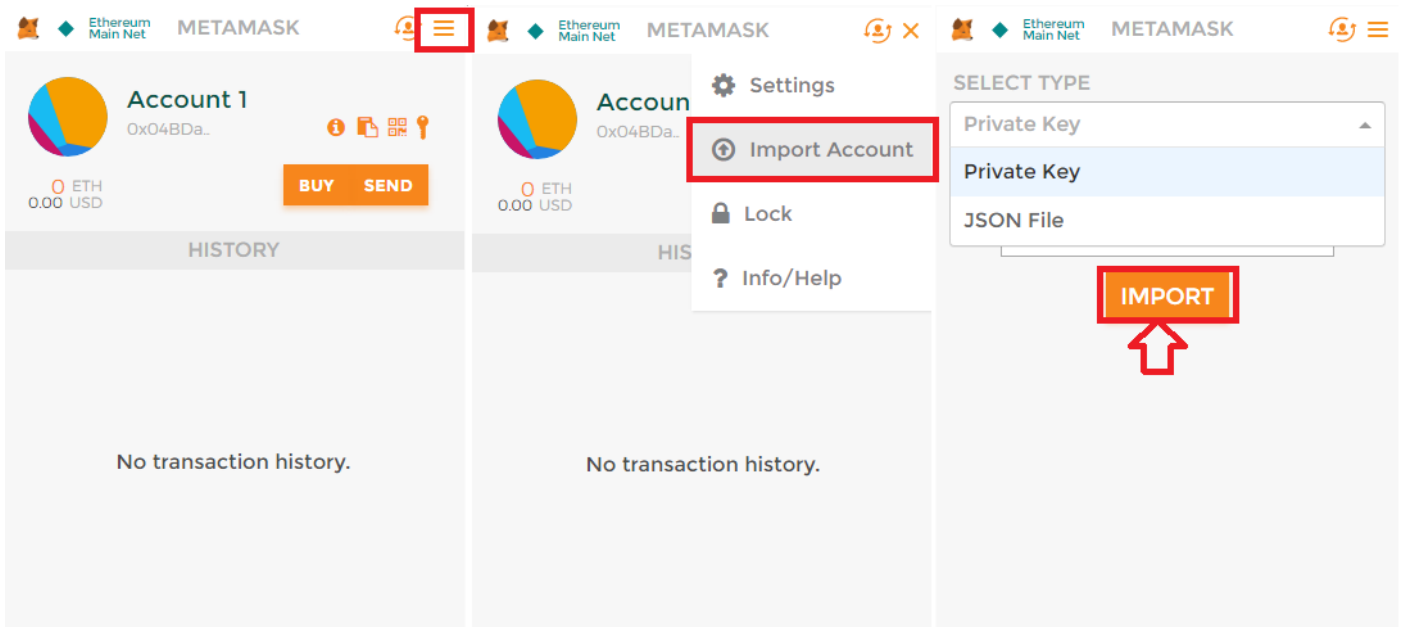 Ethereum
Main Net
METAMASK
Account 1
0x04BDa...
0 ETH
0.00 USD
BUY
SEND
HISTORY
No transaction history.
Ethereum
Main Net
METAMASK
Settings
Accoun
0x04BDa...
Import Account
0 ETH
0.00 USD
Lock
HIS
? Info/Help
No transaction history.
Ethereum
Main Net
METAMASK
SELECT TYPE
Private Key
Private Key
JSON File
IMPORT